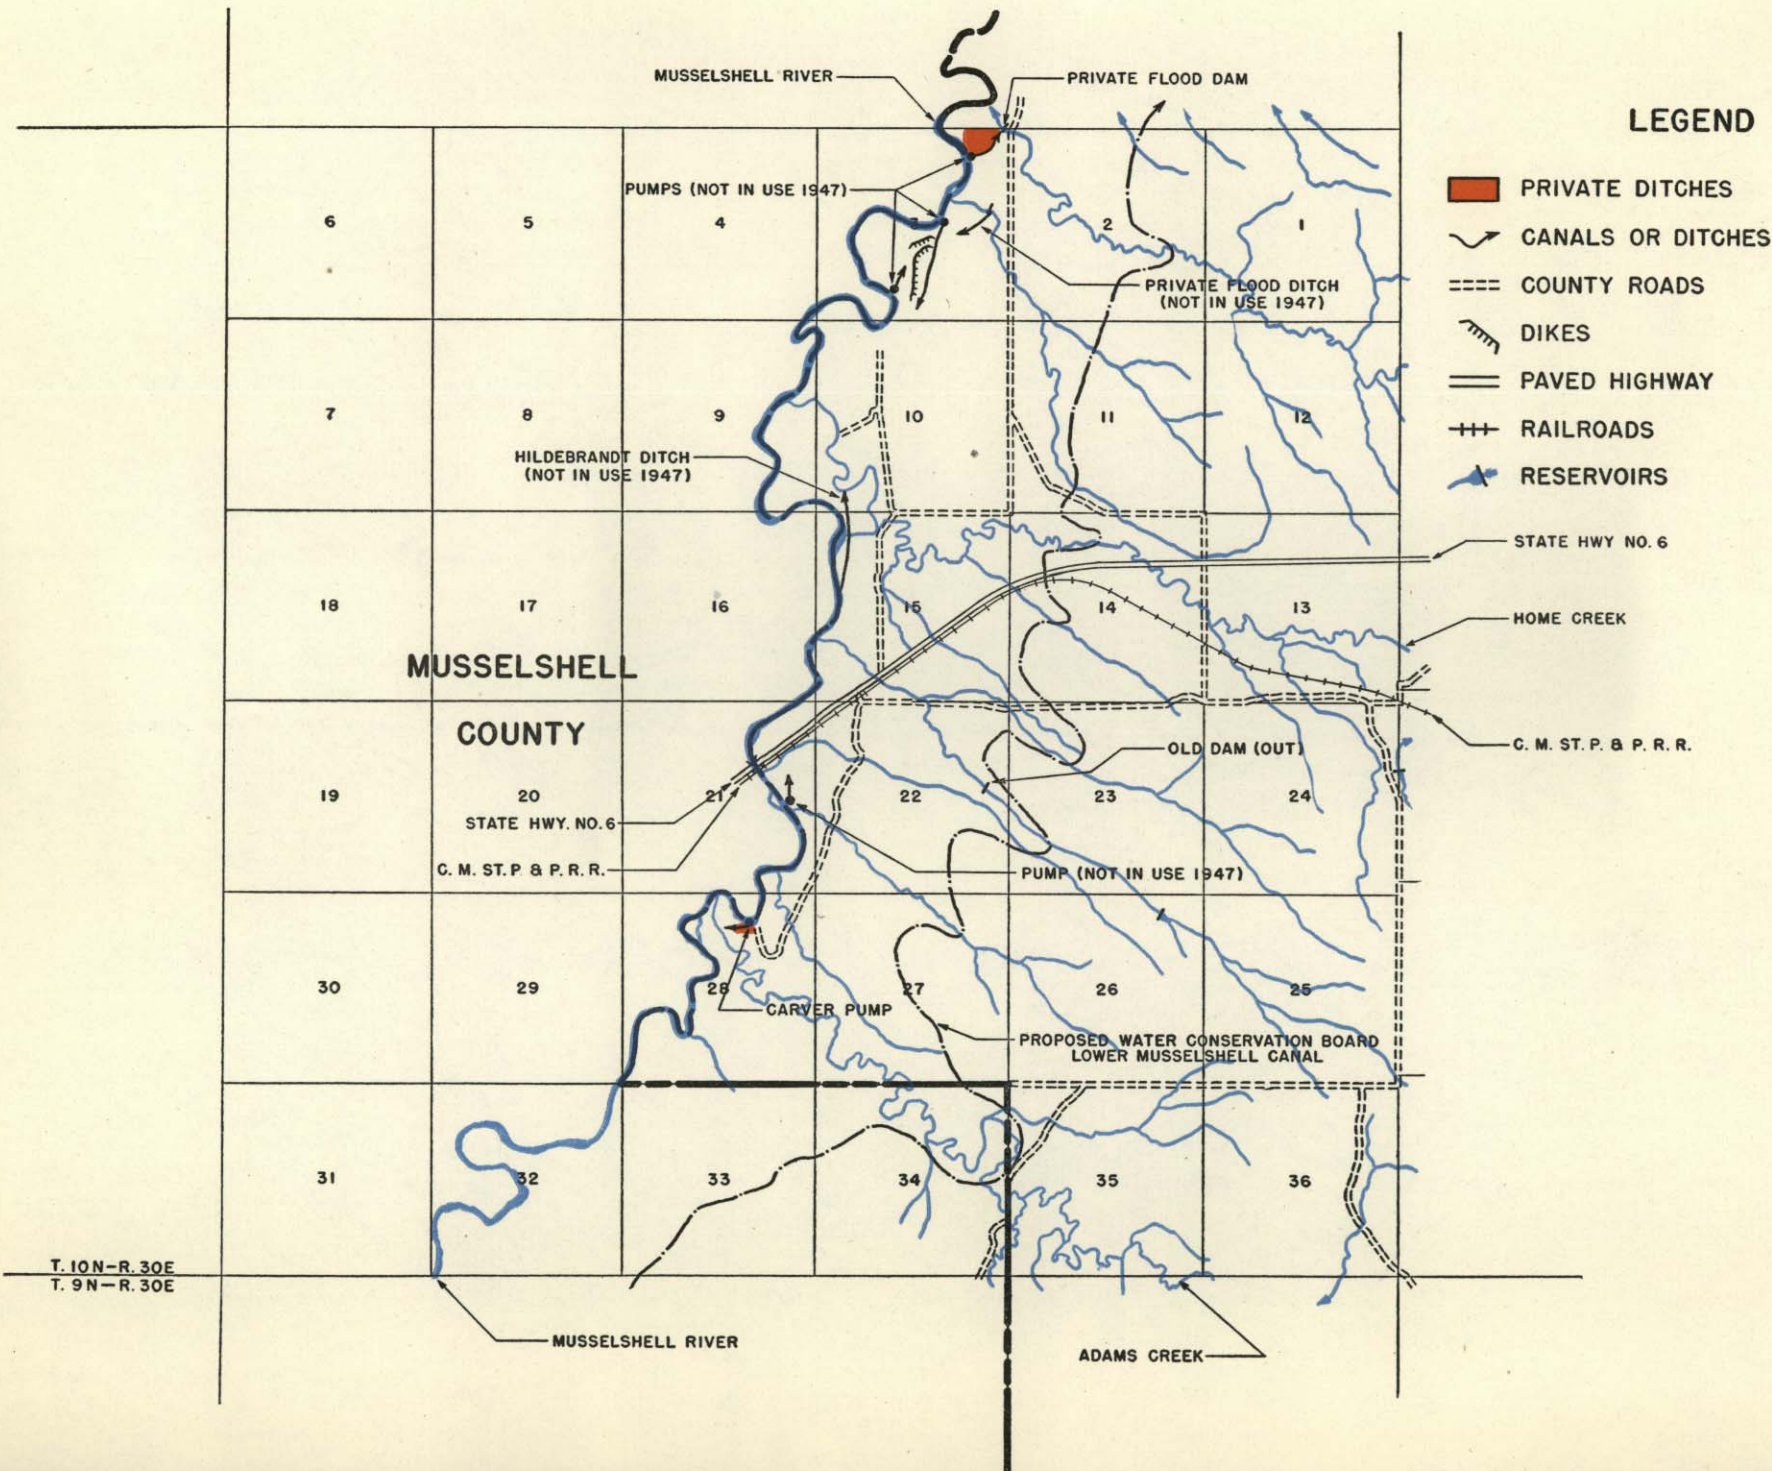 MUSSELSHELL RIVER
PRIVATE FLOOD DAM
LEGEND
PRIVATE DITCHES
CANALS OR DITCHES
COUNTY ROADS
DIKES
PAVED HIGHWAY
RAILROADS
RESERVOIRS
PUMPS (NOT IN USE 1947)
6 5 4 3 2 1
PRIVATE FLOOD DITCH
(NOT IN USE 1947)
7 8 9 10 11 12
HILDEBRANDT DITCH
(NOT IN USE 1947)
STATE HWY NO. 6
18 17 16 15 14 13
HOME CREEK
MUSSELSHELL
COUNTY
OLD DAM (OUT)
C. M. ST. P. & P. R. R.
19 20 21 22 23 24
STATE HWY. NO. 6
C. M. ST. P. & P. R. R.
PUMP (NOT IN USE 1947)
30 29 28 27 26 25
CARVER PUMP
PROPOSED WATER CONSERVATION BOARD
LOWER MUSSELSHELL CANAL
31 32 33 34 35 36
T. 10 N-R. 30E
T. 9 N-R. 30E
MUSSELSHELL RIVER
ADAMS CREEK